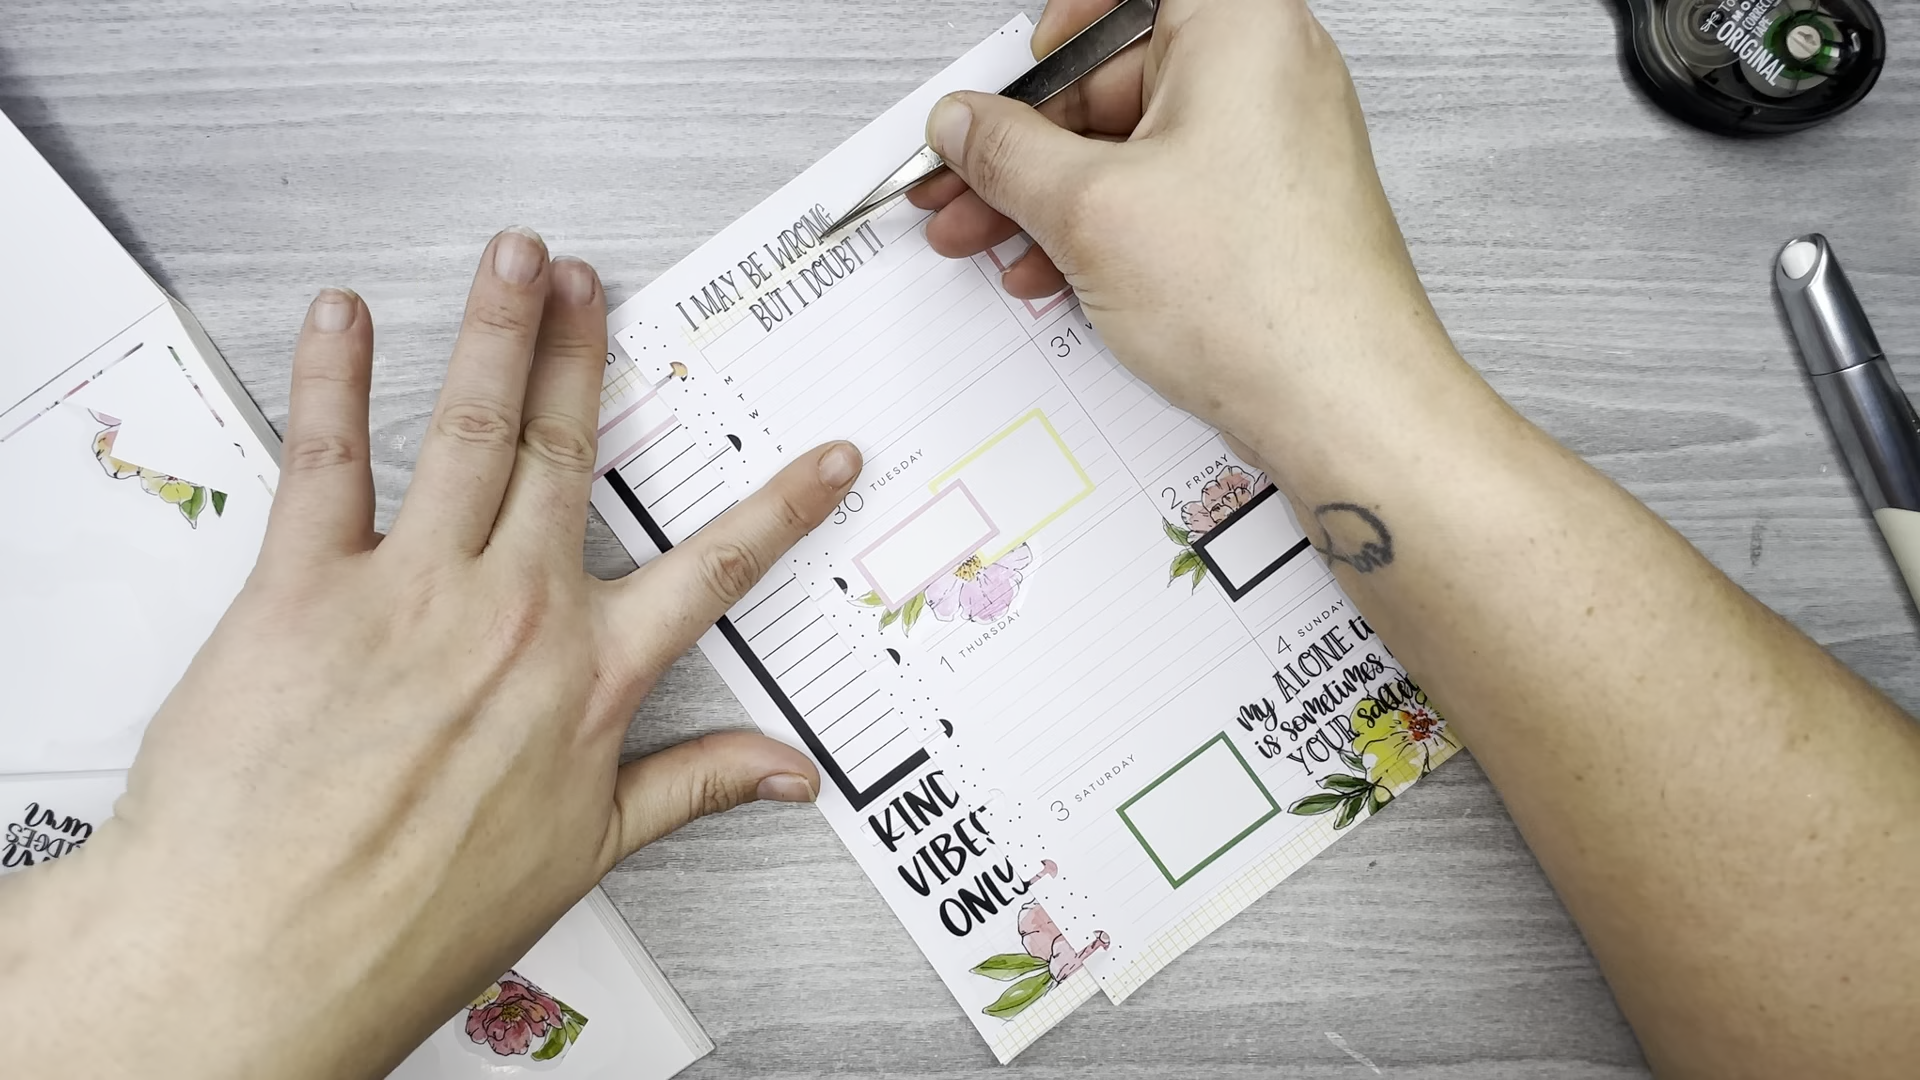 I MAY BE WRONG
BUT I DOUBT IT
M
T
W
T
F
30 TUESDAY
31
1 THURSDAY
2 FRIDAY
3 SATURDAY
4 SUNDAY
my ALONE
is sometimes
YOUR
KIND
VIBES
ONLY
ORIGINAL